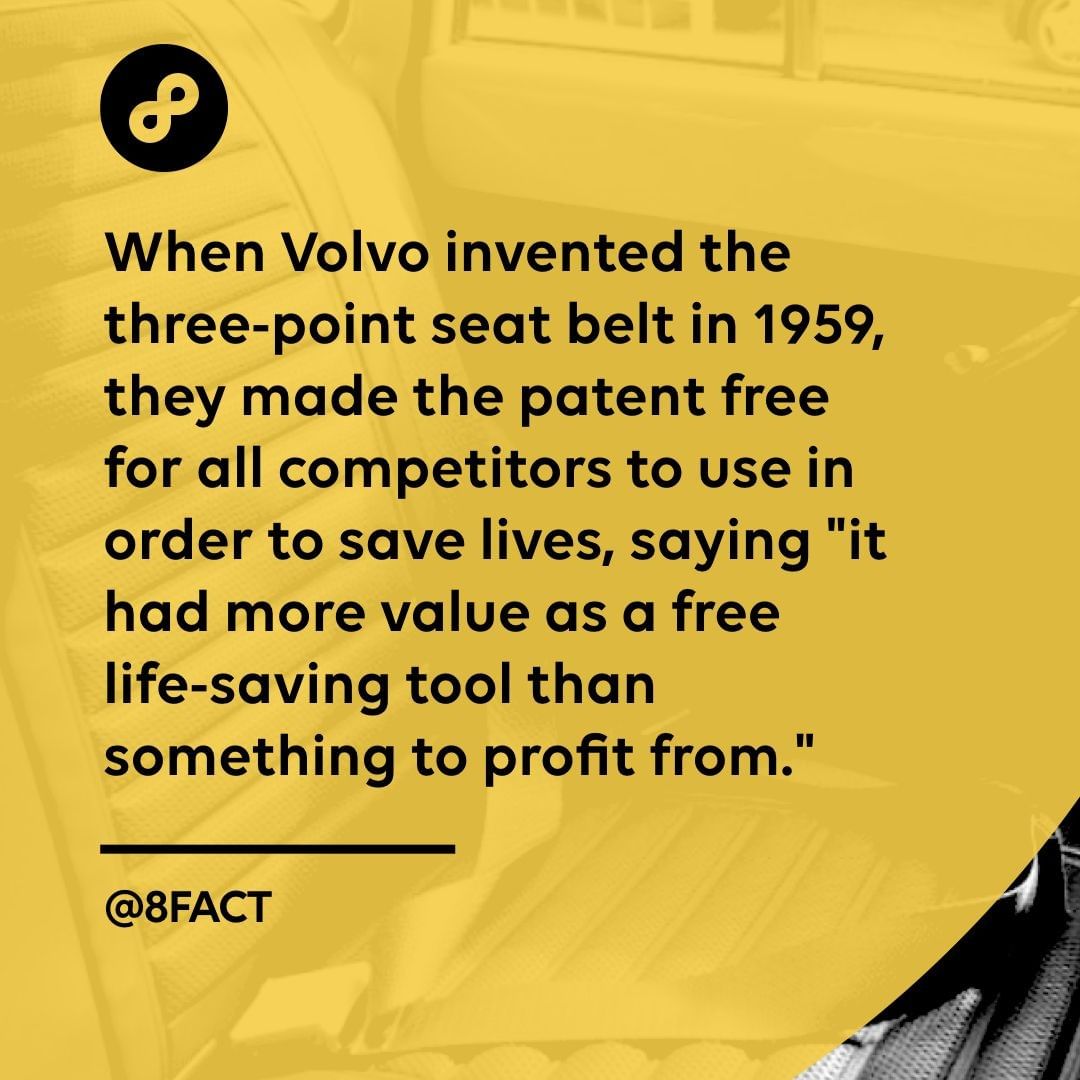 When Volvo invented the
three-point seat belt in 1959,
they made the patent free
for all competitors to use in
order to save lives, saying "it
had more value as a free
life-saving tool than
something to profit from."
@8FACT